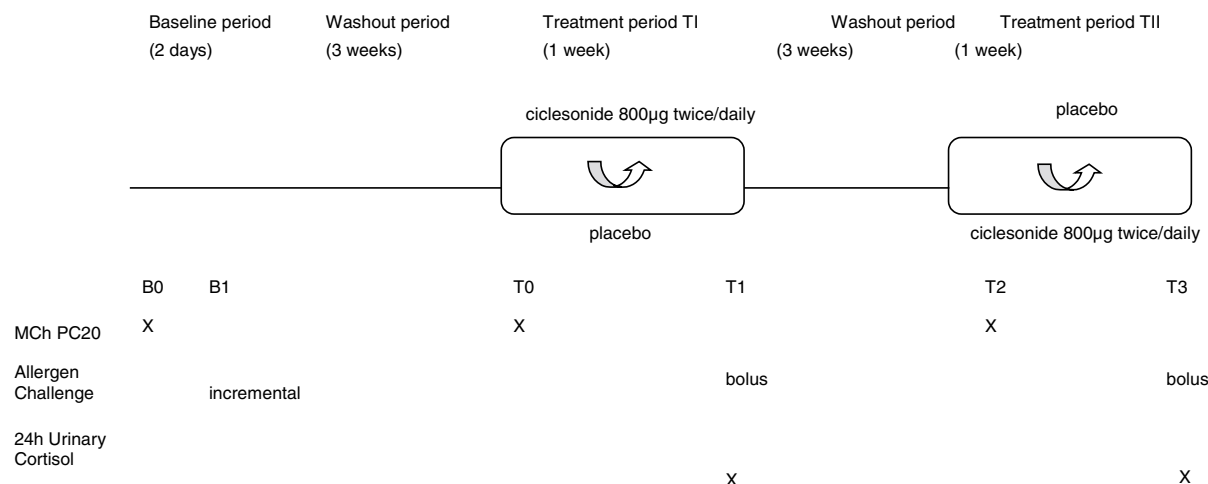 Baseline period Washout period Treatment period TI Washout period Treatment period TII
(2 days) (3 weeks) (1 week) (3 weeks) (1 week)
ciclesonide 800µg twice/daily placebo
placebo ciclesonide 800µg twice/daily
B0 B1 T0 T1 T2 T3
MCh PC20 X X X
Allergen
Challenge incremental bolus bolus
24h Urinary
Cortisol X X